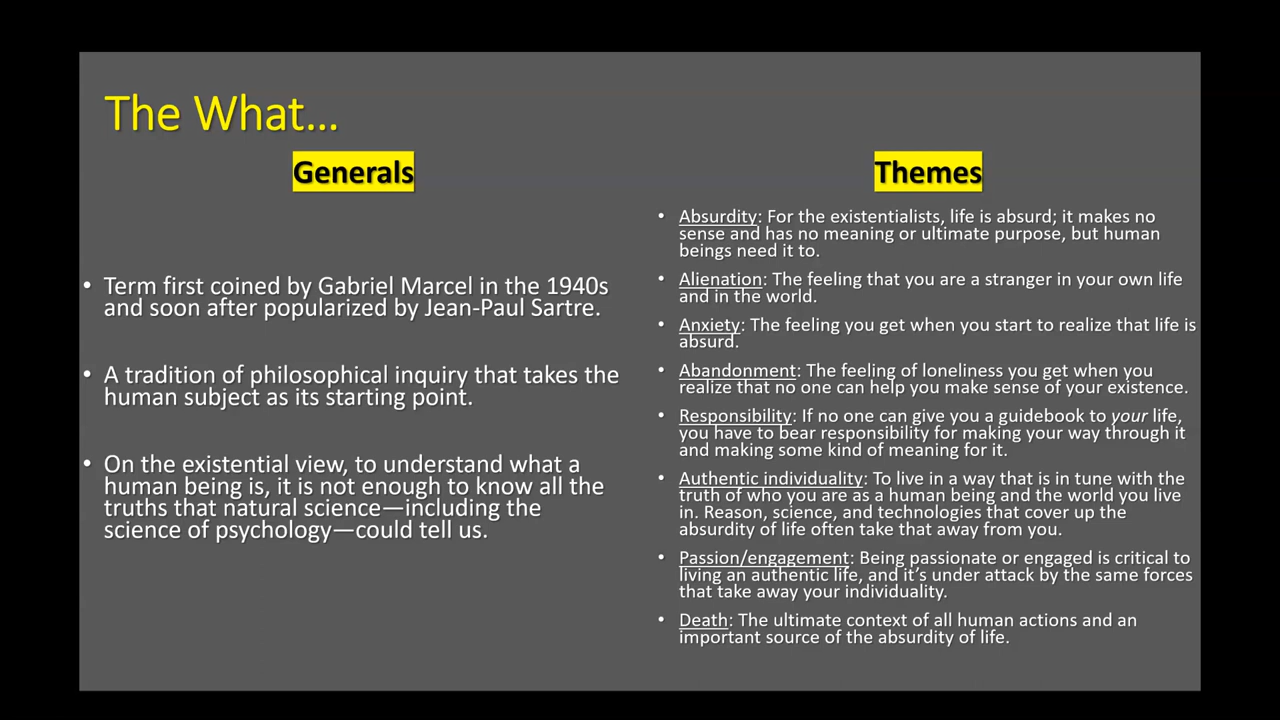 The What...
Generals
• Term first coined by Gabriel Marcel in the 1940s
and soon after popularized by Jean-Paul Sartre.
• A tradition of philosophical inquiry that takes the
human subject as its starting point.
• On the existential view, to understand what a
human being is, it is not enough to know all the
truths that natural science—including the
science of psychology—could tell us.
Themes
• Absurdity: For the existentialists, life is absurd; it makes no
sense and has no meaning or ultimate purpose, but human
beings need it to.
• Alienation: The feeling that you are a stranger in your own life
and in the world.
• Anxiety: The feeling you get when you start to realize that life is
absurd.
• Abandonment: The feeling of loneliness you get when you
realize that no one can help you make sense of your existence.
• Responsibility: If no one can give you a guidebook to your life,
you have to bear responsibility for making your way through it
and making some kind of meaning for it.
• Authentic individuality: To live in a way that is in tune with the
truth of who you are as a human being and the world you live
in. Reason, science, and technologies that cover up the
absurdity of life often take that away from you.
• Passion/engagement: Being passionate or engaged is critical to
living an authentic life, and it's under attack by the same forces
that take away your individuality.
• Death: The ultimate context of all human actions and an
important source of the absurdity of life.